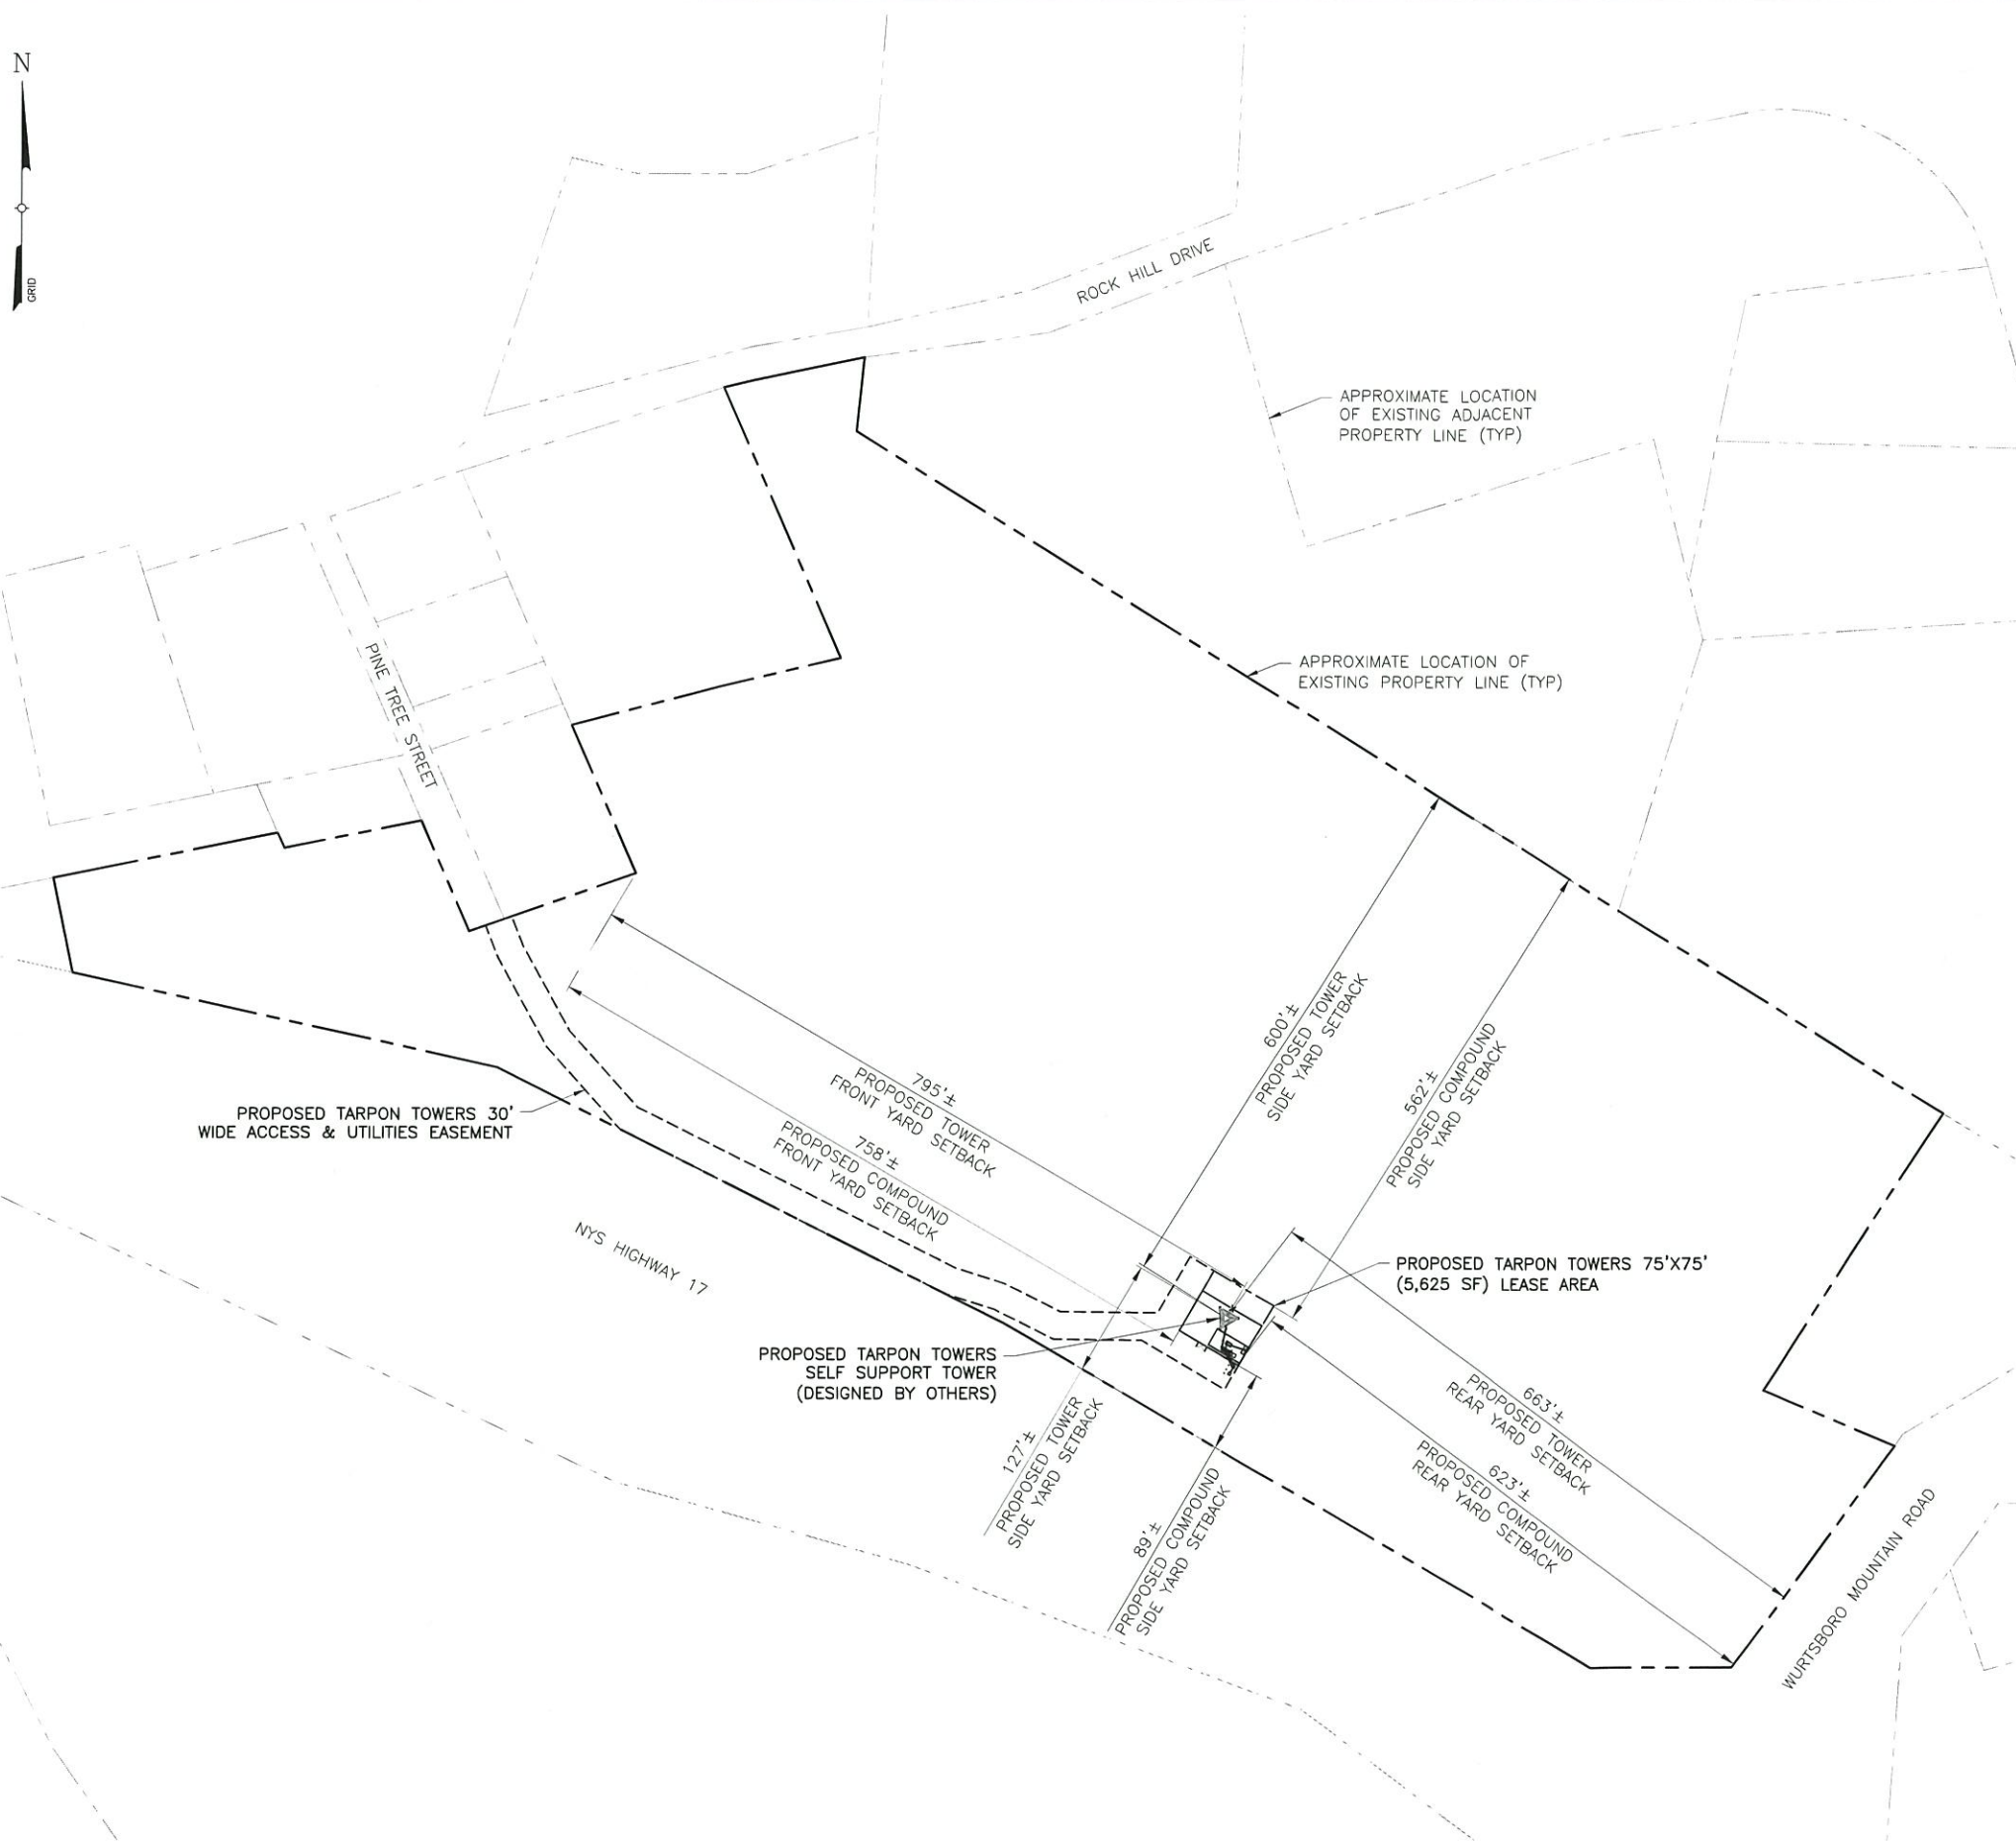 N
GRID
ROCK HILL DRIVE
APPROXIMATE LOCATION
OF EXISTING ADJACENT
PROPERTY LINE (TYP)
APPROXIMATE LOCATION OF
EXISTING PROPERTY LINE (TYP)
PINE TREE STREET
600'±
PROPOSED TOWER
SIDE YARD SETBACK
562'±
PROPOSED COMPOUND
SIDE YARD SETBACK
795'±
PROPOSED TOWER
FRONT YARD SETBACK
758'±
PROPOSED COMPOUND
FRONT YARD SETBACK
PROPOSED TARPON TOWERS 30'
WIDE ACCESS & UTILITIES EASEMENT
NYS HIGHWAY 17
PROPOSED TARPON TOWERS 75'X75'
(5,625 SF) LEASE AREA
PROPOSED TARPON TOWERS
SELF SUPPORT TOWER
(DESIGNED BY OTHERS)
127'±
PROPOSED TOWER
SIDE YARD SETBACK
89'±
PROPOSED COMPOUND
SIDE YARD SETBACK
663'±
PROPOSED TOWER
REAR YARD SETBACK
623'±
PROPOSED COMPOUND
REAR YARD SETBACK
WURTSBORO MOUNTAIN ROAD